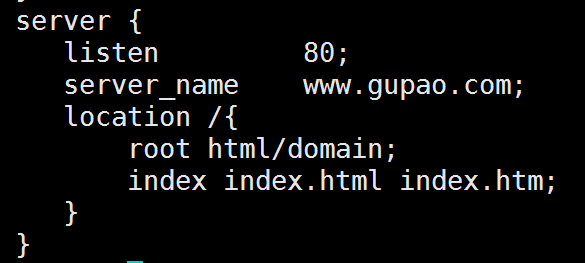 server {
listen 80;
server_name www.gupao.com;
location /{
root html/domain;
index index.html index.htm;
}
}